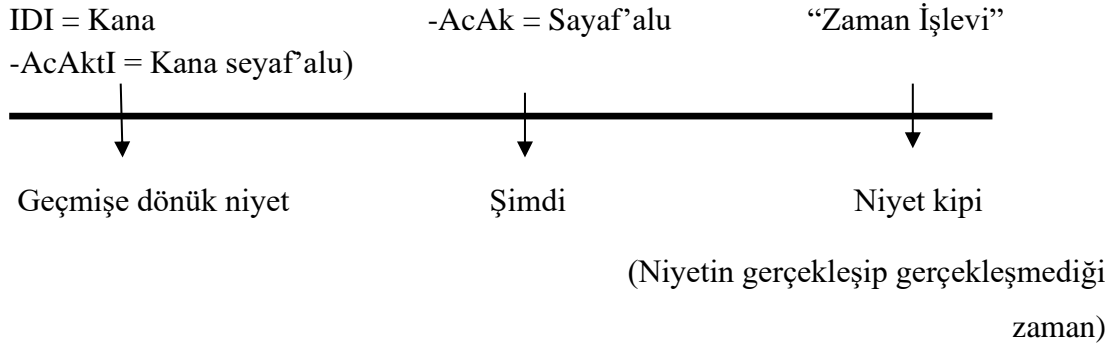 IDI = Kana -AcAk = Sayaf’alu “Zaman İşlevi”
-AcAktI = Kana seyaf’alu)
Geçmişe dönük niyet Şimdi Niyet kipi
(Niyetin gerçekleşip gerçekleşmediği
zaman)